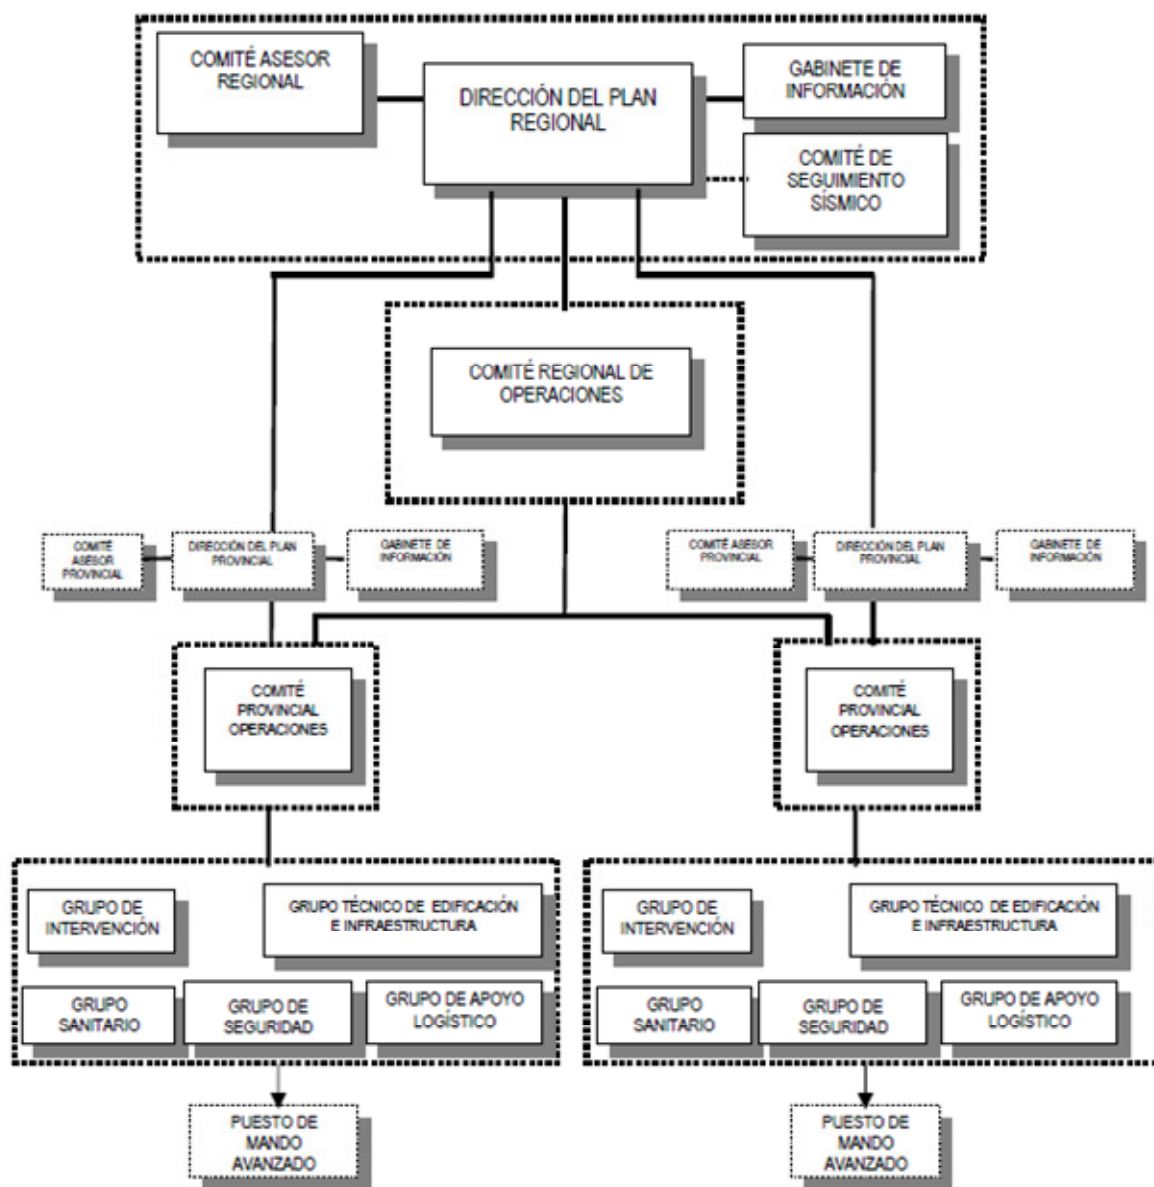 COMITÉ ASESOR
REGIONAL
DIRECCIÓN DEL PLAN
REGIONAL
GABINETE DE
INFORMACIÓN
COMITÉ DE
SEGUIMIENTO
SÍSMICO
COMITÉ REGIONAL DE
OPERACIONES
COMITÉ
ASESOR
PROVINCIAL
DIRECCIÓN DEL PLAN
PROVINCIAL
GABINETE DE
INFORMACIÓN
COMITÉ ASESOR
PROVINCIAL
DIRECCIÓN DEL PLAN
PROVINCIAL
GABINETE DE
INFORMACIÓN
COMITÉ
PROVINCIAL
OPERACIONES
COMITÉ
PROVINCIAL
OPERACIONES
GRUPO DE
INTERVENCIÓN
GRUPO TÉCNICO DE EDIFICACIÓN
E INFRAESTRUCTURA
GRUPO
SANITARIO
GRUPO DE
SEGURIDAD
GRUPO DE APOYO
LOGÍSTICO
GRUPO DE
INTERVENCIÓN
GRUPO TÉCNICO DE EDIFICACIÓN
E INFRAESTRUCTURA
GRUPO
SANITARIO
GRUPO DE
SEGURIDAD
GRUPO DE APOYO
LOGÍSTICO
PUESTO DE
MANDO
AVANZADO
PUESTO DE
MANDO
AVANZADO